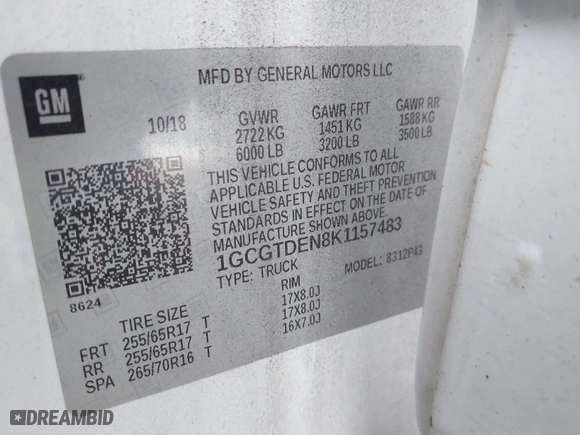 GM
MFD BY GENERAL MOTORS LLC
10/18
GVWR GAWR FRT GAWR RR
2722 KG 1451 KG 1588 KG
6000 LB 3200 LB 3500 LB
THIS VEHICLE CONFORMS TO ALL
APPLICABLE U.S. FEDERAL MOTOR
VEHICLE SAFETY AND THEFT PREVENTION
STANDARDS IN EFFECT ON THE DATE OF
MANUFACTURE SHOWN ABOVE.
1GCGTDEN8K1157483
TYPE: TRUCK MODEL: 8312P43
8624
TIRE SIZE RIM
FRT 255/65R17 T 17X8.0J
RR 255/65R17 T 17X8.0J
SPA 265/70R16 T 16X7.0J
DREAMBID